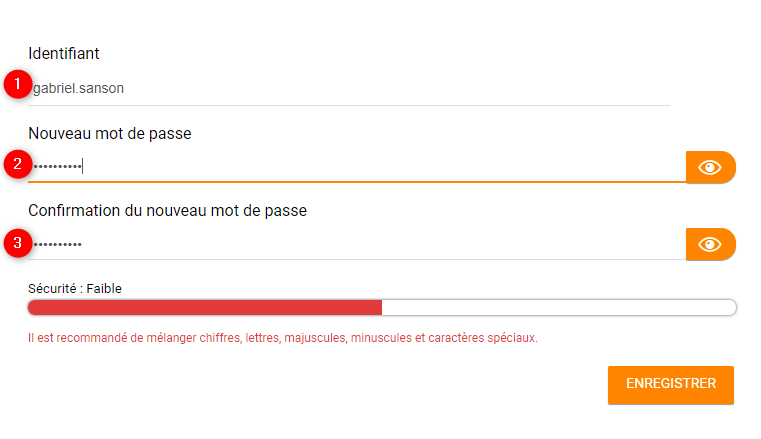 Identifiant
1 gabriel.sanson
Nouveau mot de passe
2 ••••••••••
Confirmation du nouveau mot de passe
3 ••••••••••
Sécurité : Faible
Il est recommandé de mélanger chiffres, lettres, majuscules, minuscules et caractères spéciaux.
ENREGISTRER